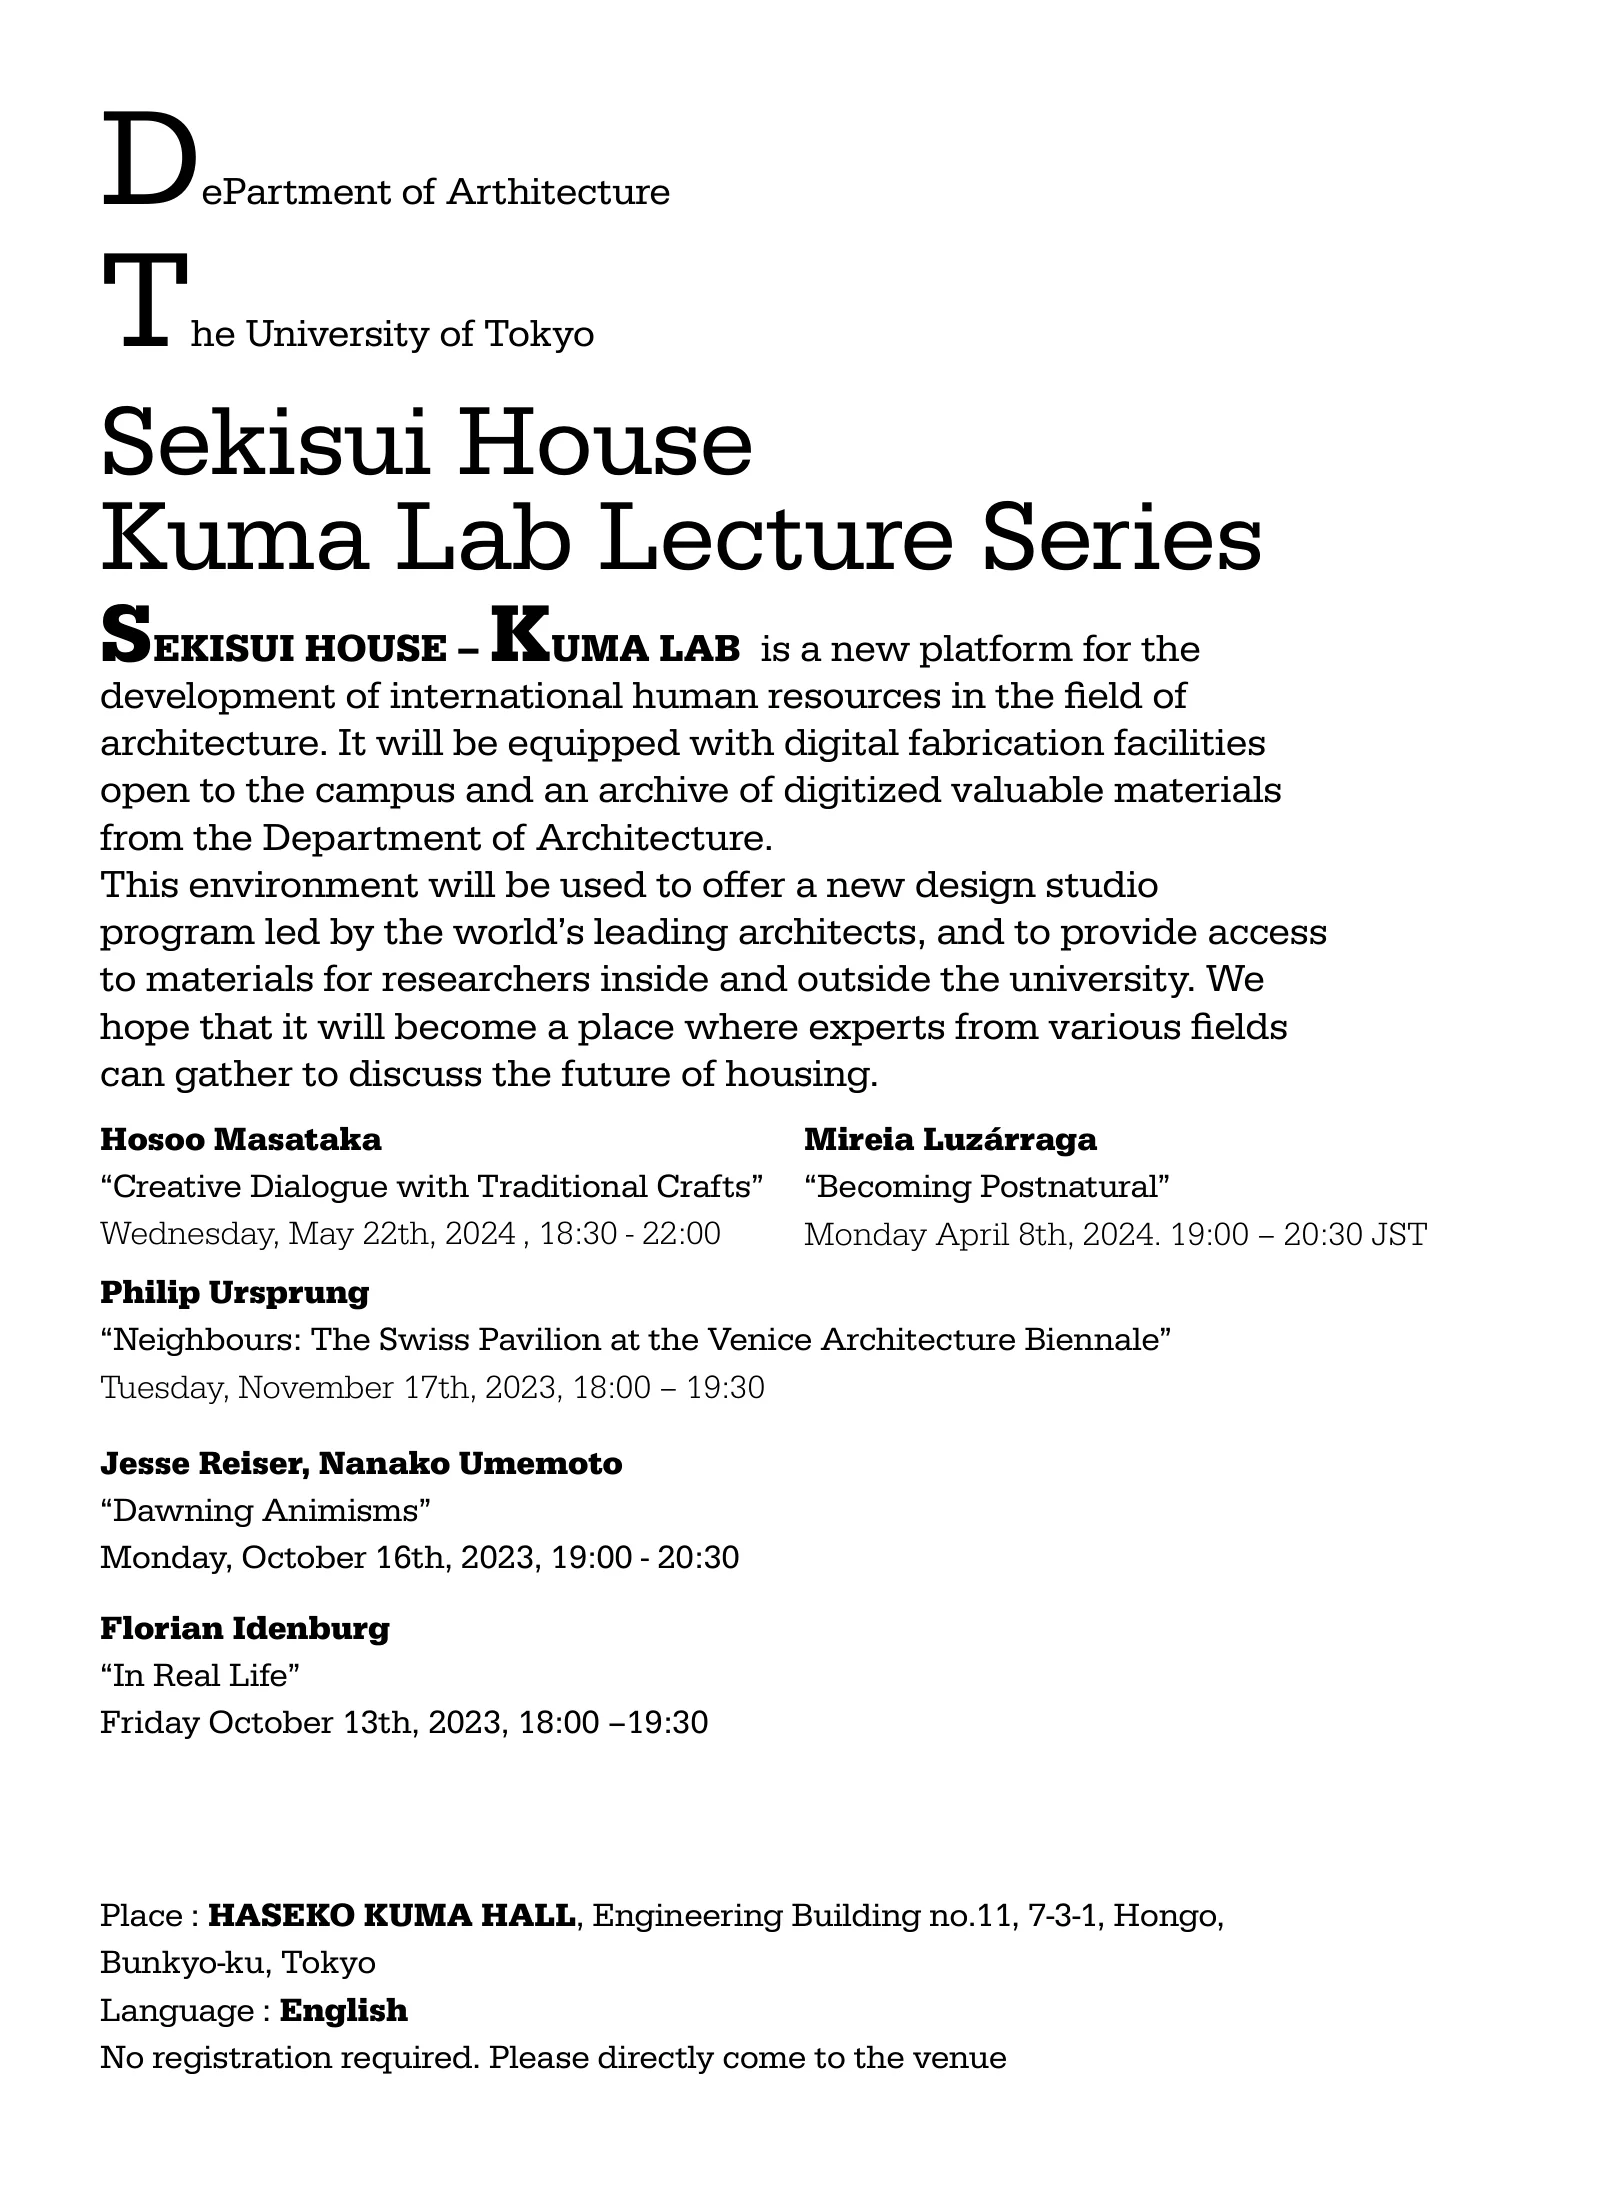 DePartment of Arthitecture
The University of Tokyo
Sekisui House
Kuma Lab Lecture Series
SEKISUI HOUSE – KUMA LAB is a new platform for the
development of international human resources in the field of
architecture. It will be equipped with digital fabrication facilities
open to the campus and an archive of digitized valuable materials
from the Department of Architecture.
This environment will be used to offer a new design studio
program led by the world’s leading architects, and to provide access
to materials for researchers inside and outside the university. We
hope that it will become a place where experts from various fields
can gather to discuss the future of housing.
Hosoo Masataka
“Creative Dialogue with Traditional Crafts”
Wednesday, May 22th, 2024 , 18:30 - 22:00
Mireia Luzárraga
“Becoming Postnatural”
Monday April 8th, 2024. 19:00 – 20:30 JST
Philip Ursprung
“Neighbours: The Swiss Pavilion at the Venice Architecture Biennale”
Tuesday, November 17th, 2023, 18:00 – 19:30
Jesse Reiser, Nanako Umemoto
“Dawning Animisms”
Monday, October 16th, 2023, 19:00 - 20:30
Florian Idenburg
“In Real Life”
Friday October 13th, 2023, 18:00 –19:30
Place : HASEKO KUMA HALL, Engineering Building no.11, 7-3-1, Hongo,
Bunkyo-ku, Tokyo
Language : English
No registration required. Please directly come to the venue